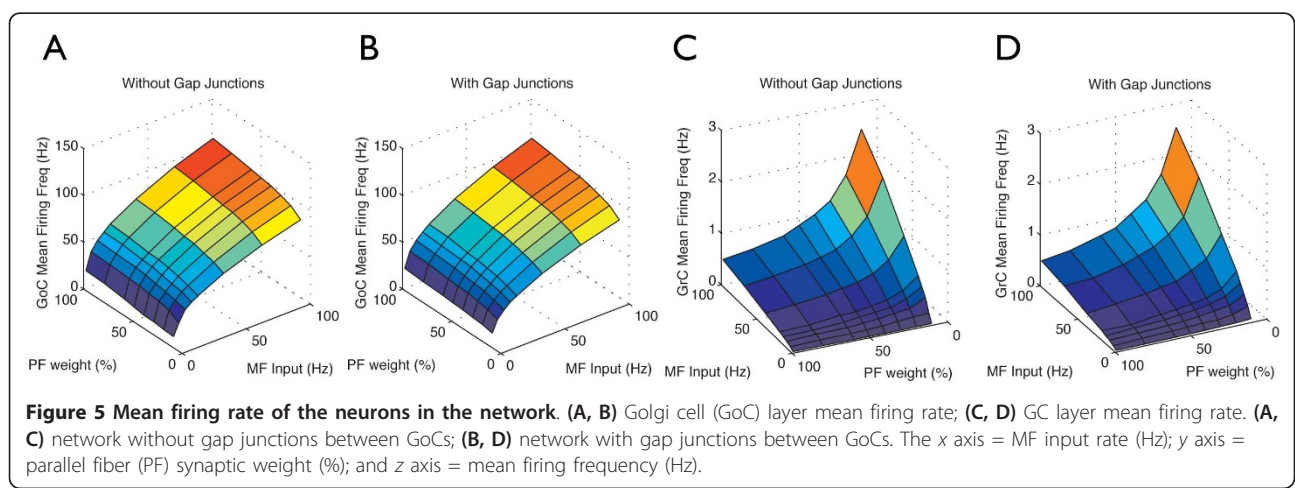 A
B
C
D
Without Gap Junctions
With Gap Junctions
Without Gap Junctions
With Gap Junctions
GoC Mean Firing Freq (Hz)
150
100
50
0
100
50
0
PF weight (%)
0
50
100
MF Input (Hz)
GoC Mean Firing Freq (Hz)
150
100
50
0
100
50
0
PF weight (%)
0
50
100
MF Input (Hz)
GrC Mean Firing Freq (Hz)
3
2
1
0
100
50
0
MF Input (Hz)
100
50
0
PF weight (%)
GrC Mean Firing Freq (Hz)
3
2
1
0
100
50
0
MF Input (Hz)
100
50
0
PF weight (%)
Figure 5 Mean firing rate of the neurons in the network. (A, B) Golgi cell (GoC) layer mean firing rate; (C, D) GC layer mean firing rate. (A,
C) network without gap junctions between GoCs; (B, D) network with gap junctions between GoCs. The x axis = MF input rate (Hz); y axis =
parallel fiber (PF) synaptic weight (%); and z axis = mean firing frequency (Hz).